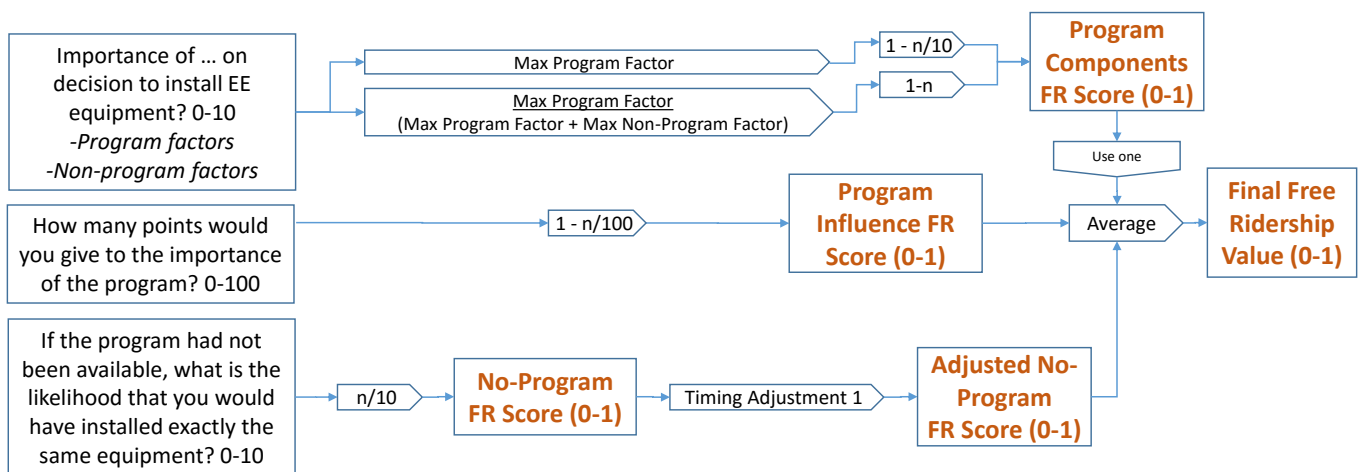 Importance of ... on
decision to install EE
equipment? 0-10
-Program factors
-Non-program factors
Max Program Factor
1 - n/10
Max Program Factor
(Max Program Factor + Max Non-Program Factor)
1-n
Program
Components
FR Score (0-1)
Use one
How many points would
you give to the importance
of the program? 0-100
1 - n/100
Program
Influence FR
Score (0-1)
Average
Final Free
Ridership
Value (0-1)
If the program had not
been available, what is the
likelihood that you would
have installed exactly the
same equipment? 0-10
n/10
No-Program
FR Score (0-1)
Timing Adjustment 1
Adjusted No-
Program
FR Score (0-1)